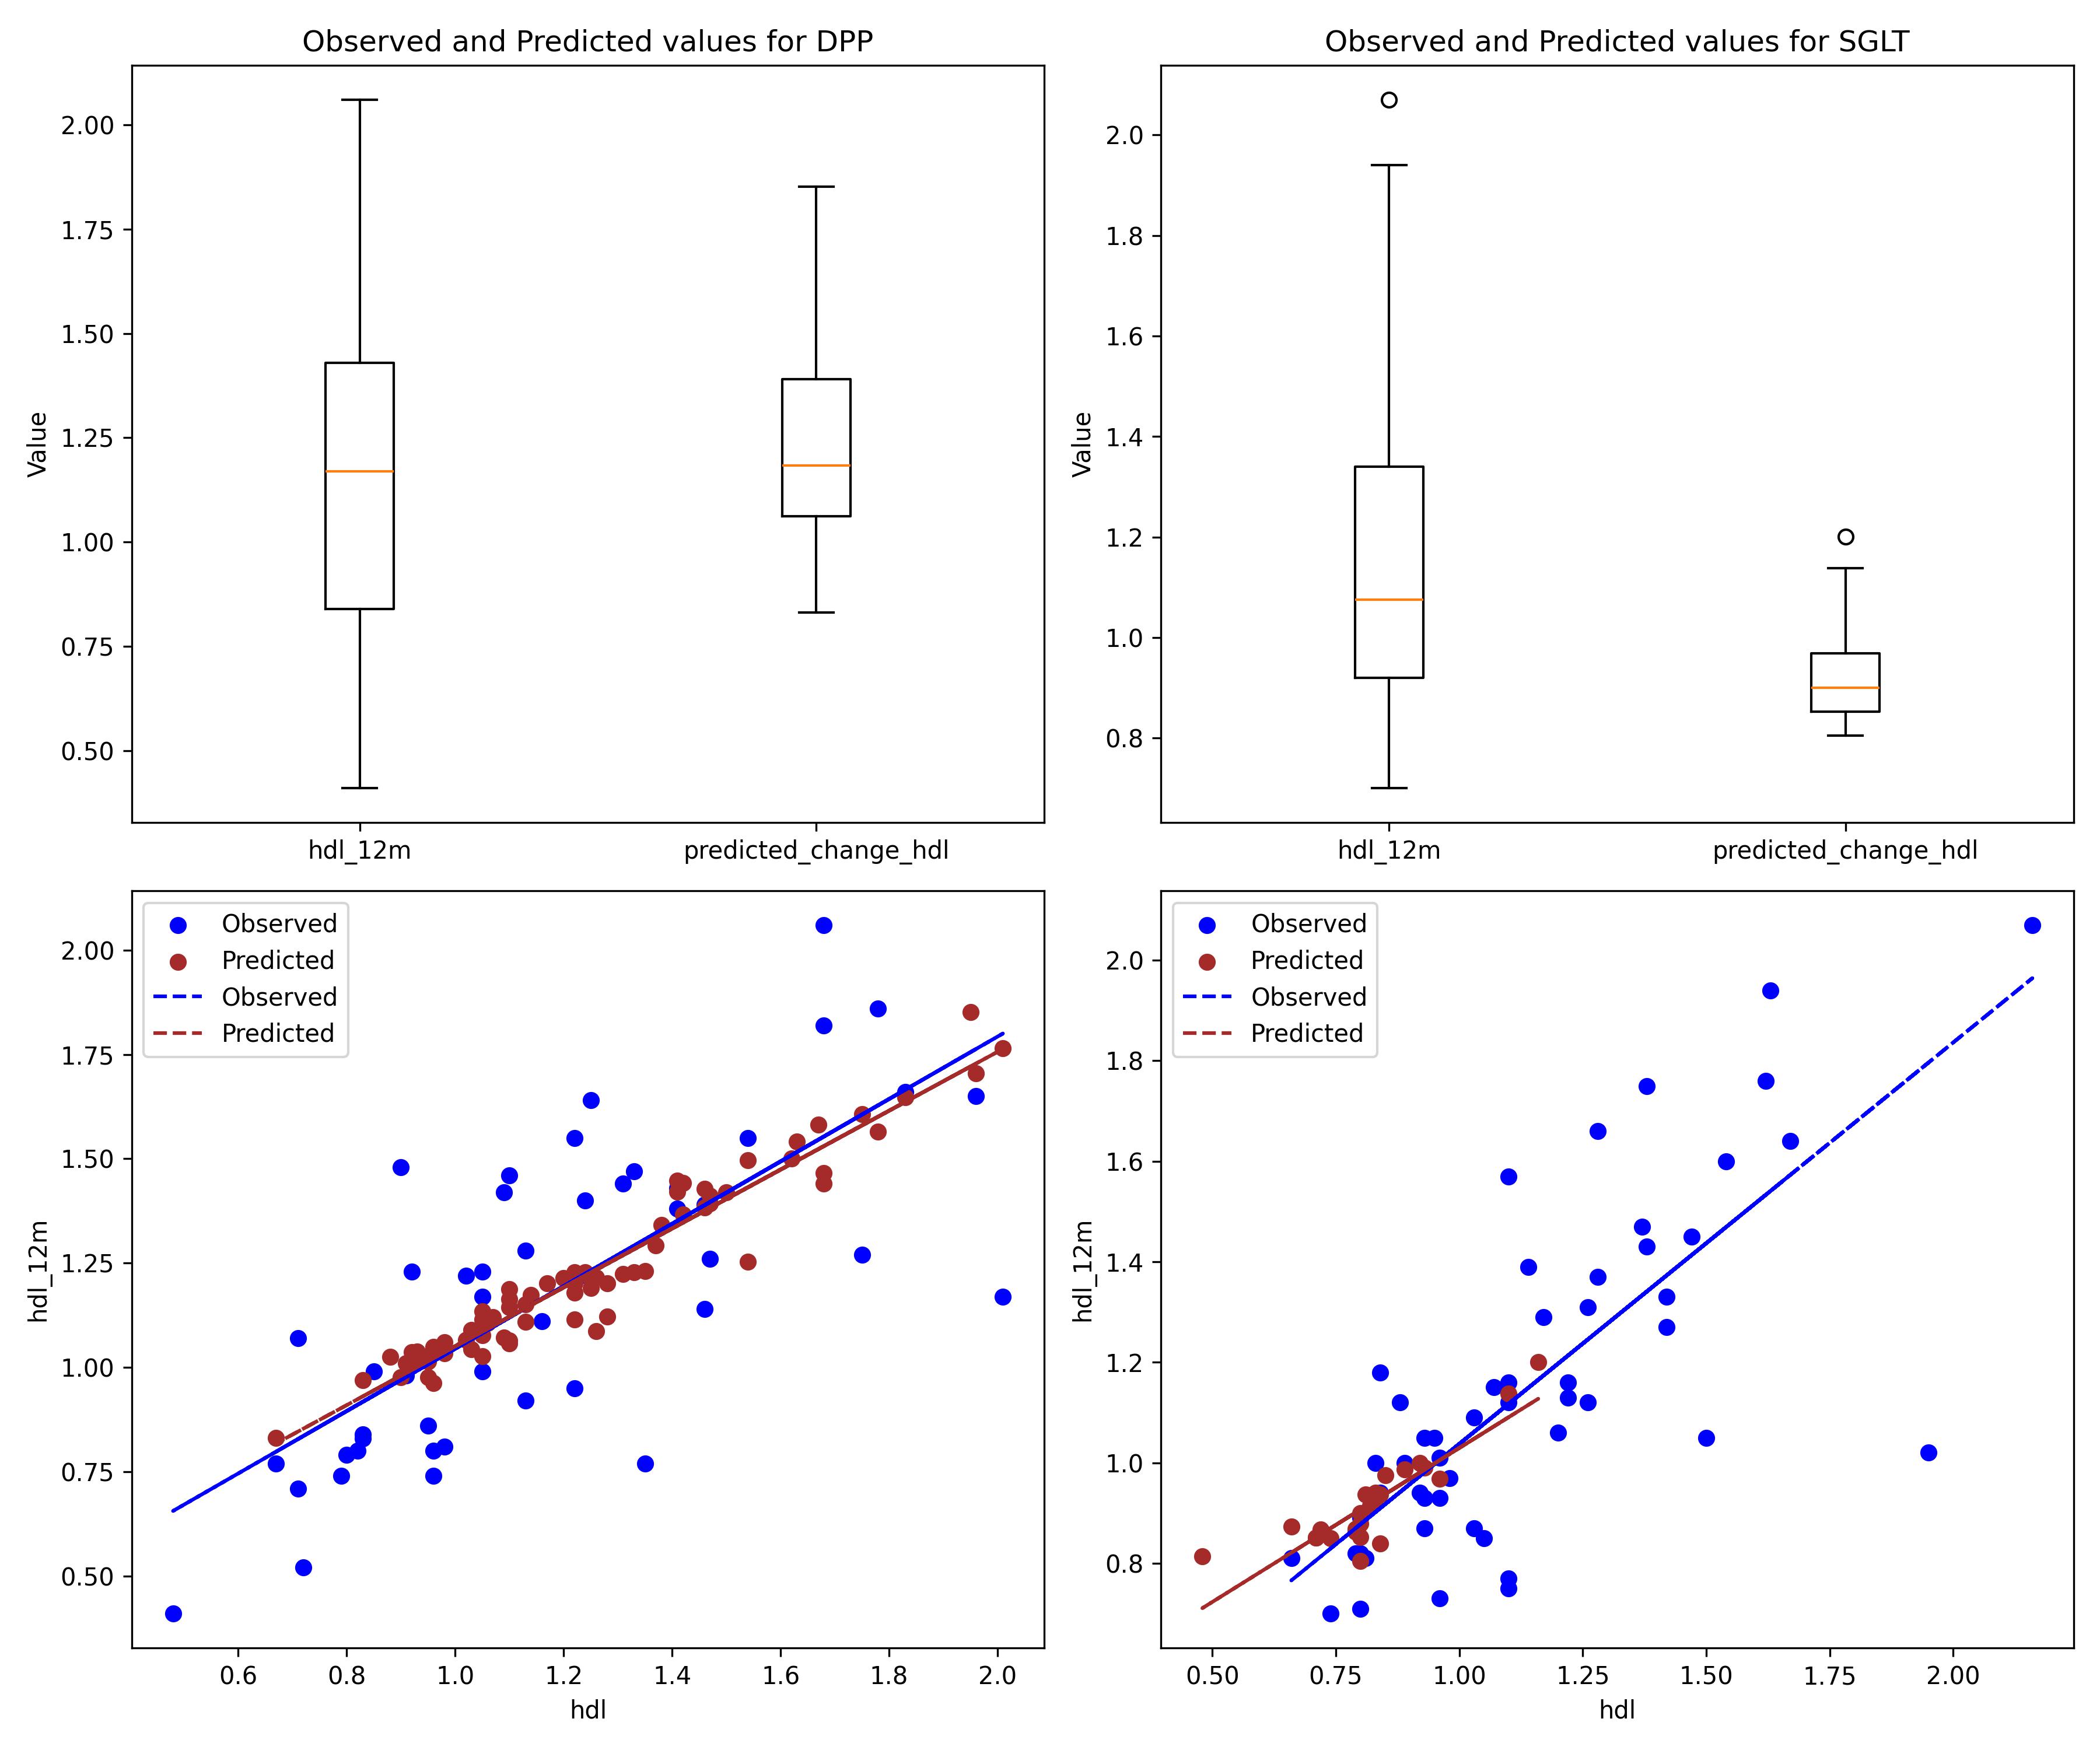 Observed and Predicted values for DPP
Value
2.00
1.75
1.50
1.25
1.00
0.75
0.50
hdl_12m
predicted_change_hdl
Observed and Predicted values for SGLT
Value
2.0
1.8
1.6
1.4
1.2
1.0
0.8
hdl_12m
predicted_change_hdl
Observed
Predicted
Observed
Predicted
hdl_12m
2.00
1.75
1.50
1.25
1.00
0.75
0.50
0.6
0.8
1.0
1.2
1.4
1.6
1.8
2.0
hdl
Observed
Predicted
Observed
Predicted
hdl_12m
2.0
1.8
1.6
1.4
1.2
1.0
0.8
0.50
0.75
1.00
1.25
1.50
1.75
2.00
hdl